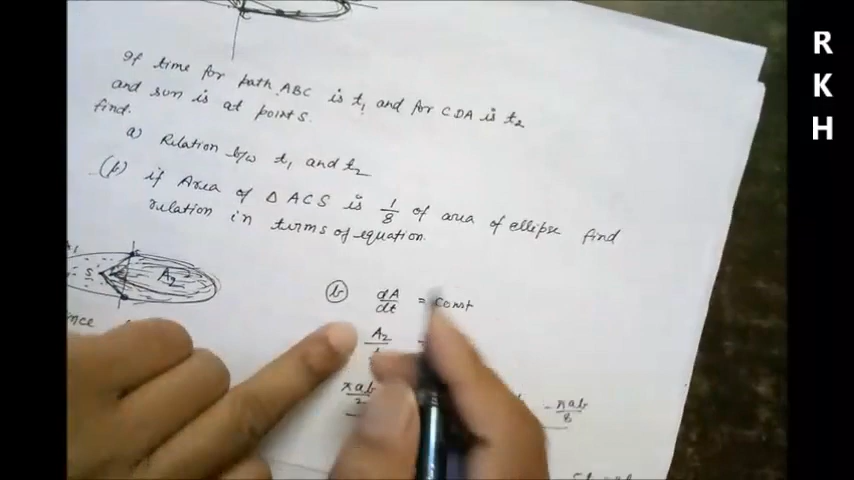 If time for path ABC is t1 and for CDA is t2
and sun is at point S.
find.
a) Relation b/w t1 and t2
(b) if Area of Δ ACS is 1/8 of area of ellipse find
relation in terms of equation.
S A2
(b) dA/dt = const
A2
πab/2 - πab/8
R
K
H